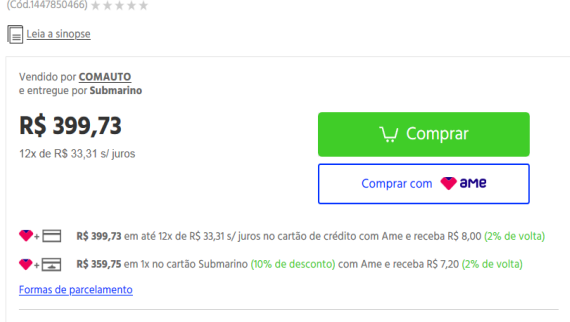 (Cód.1447850466)
Leia a sinopse
Vendido por COMAUTO
e entregue por Submarino
R$ 399,73
12x de R$ 33,31 s/ juros
Comprar
Comprar com ame
+ R$ 399,73 em até 12x de R$ 33,31 s/ juros no cartão de crédito com Ame e receba R$ 8,00 (2% de volta)
+ R$ 359,75 em 1x no cartão Submarino (10% de desconto) com Ame e receba R$ 7,20 (2% de volta)
Formas de parcelamento